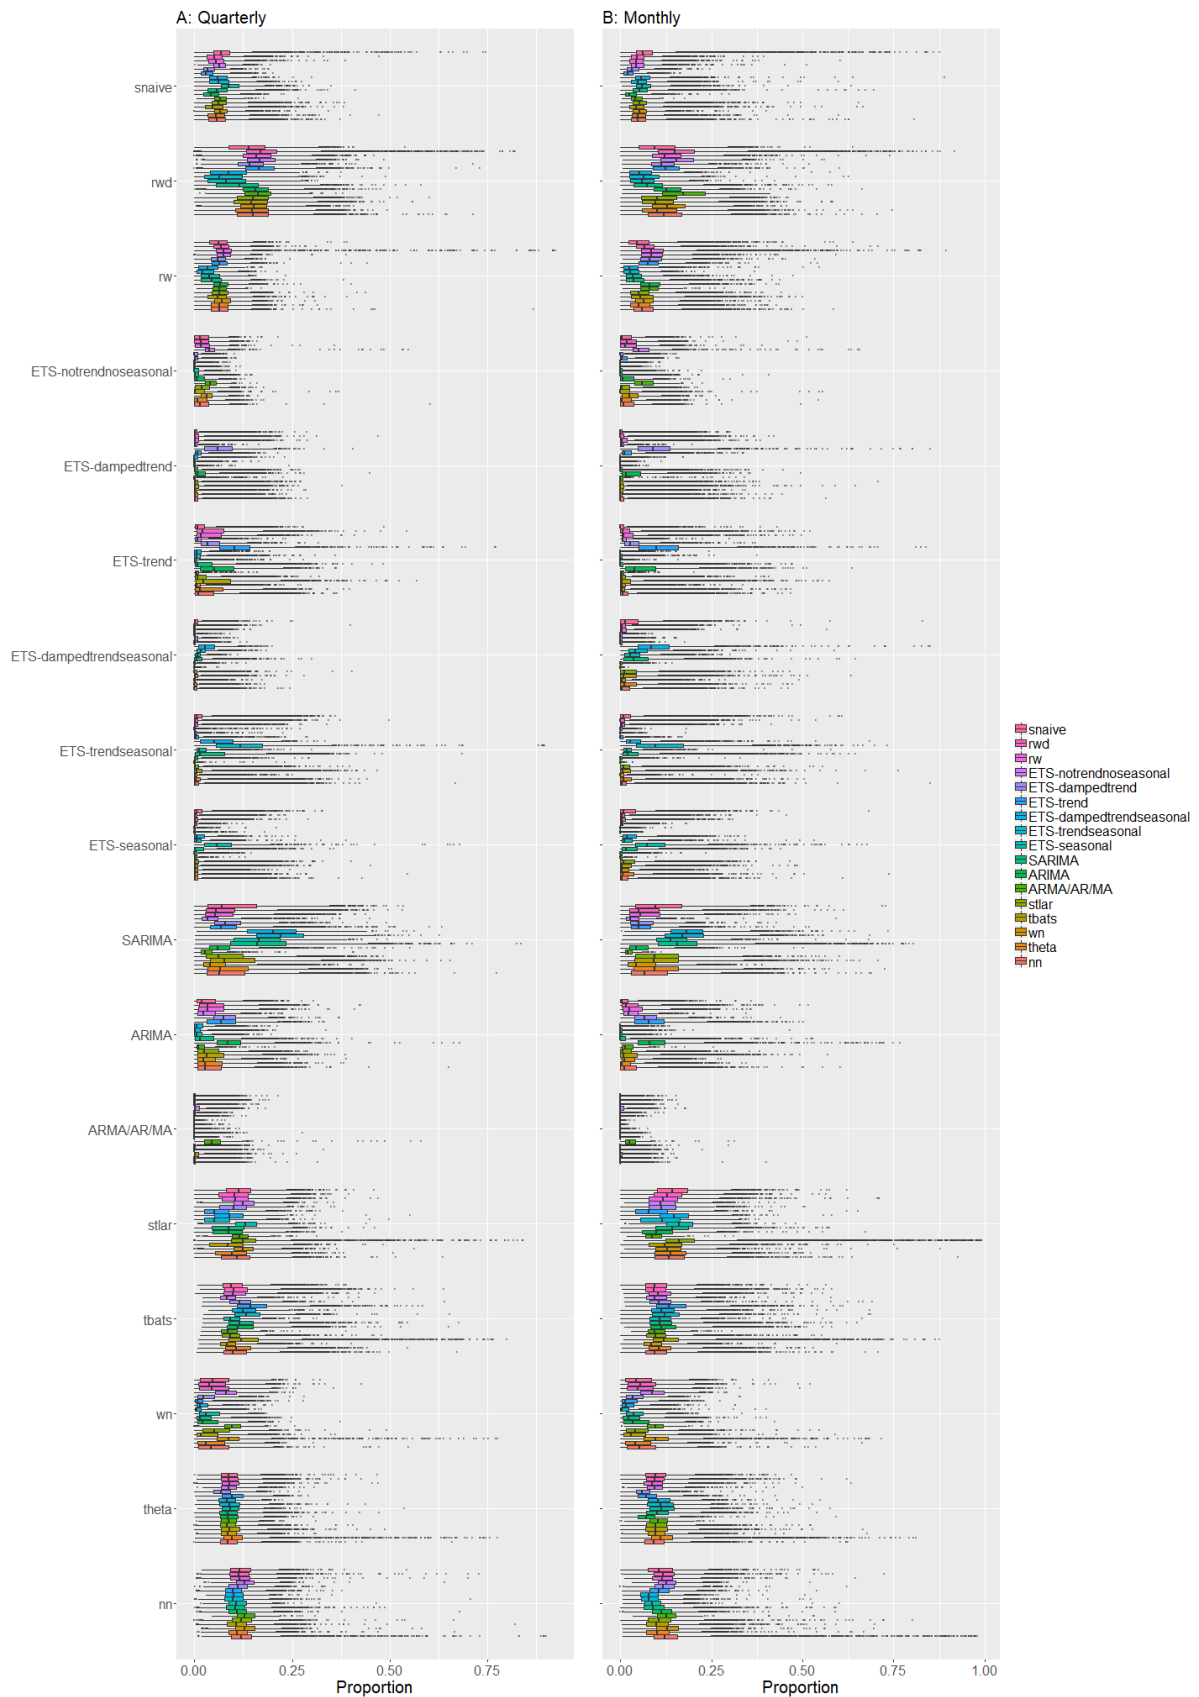 A: Quarterly
B: Monthly
snaive
rwd
rw
ETS-notrendnoseasonal
ETS-dampedtrend
ETS-trend
ETS-dampedtrendseasonal
ETS-trendseasonal
ETS-seasonal
SARIMA
ARIMA
ARMA/AR/MA
stlar
tbats
wn
theta
nn
0.00 0.25 0.50 0.75
Proportion
0.00 0.25 0.50 0.75 1.00
Proportion
snaive
rwd
rw
ETS-notrendnoseasonal
ETS-dampedtrend
ETS-trend
ETS-dampedtrendseasonal
ETS-trendseasonal
ETS-seasonal
SARIMA
ARIMA
ARMA/AR/MA
stlar
tbats
wn
theta
nn